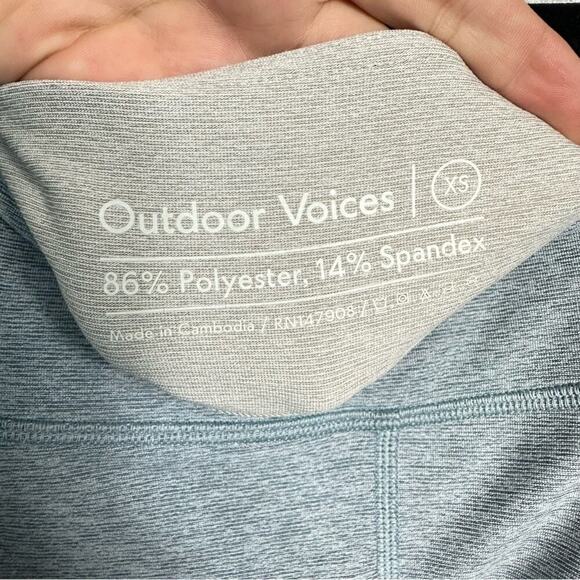 Outdoor Voices | XS
86% Polyester, 14% Spandex
Made in Cambodia / RN147908 /